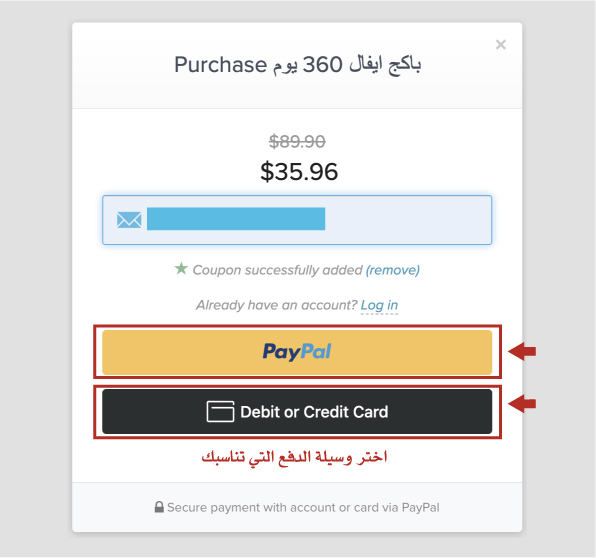 ×
Purchase باكج ايفال 360 يوم
$89.90
$35.96
★ Coupon successfully added (remove)
Already have an account? Log in
PayPal
Debit or Credit Card
اختر وسيلة الدفع التي تناسبك
Secure payment with account or card via PayPal